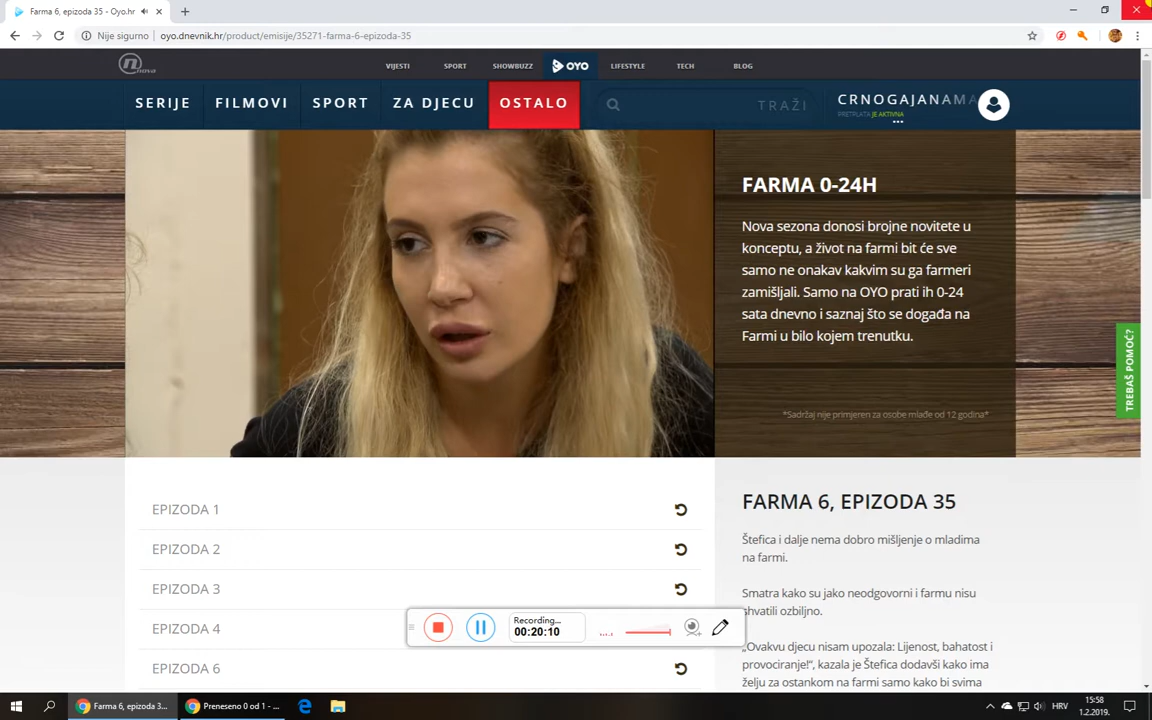 Farma 6, epizoda 35 - Oyo.hr
Nije sigurno
oyo.dnevnik.hr/product/emisije/35271-farma-6-epizoda-35
nova
VIJESTI
SPORT
SHOWBUZZ
OYO
LIFESTYLE
TECH
BLOG
SERIJE
FILMOVI
SPORT
ZA DJECU
OSTALO
TRAŽI
CRNOGAJANAMA
PRETPLATA JE AKTIVNA
FARMA 0-24H
Nova sezona donosi brojne novitete u
konceptu, a život na farmi bit će sve
samo ne onakav kakvim su ga farmeri
zamišljali. Samo na OYO prati ih 0-24
sata dnevno i saznaj što se događa na
Farmi u bilo kojem trenutku.
*Sadržaj nije primjeren za osobe mlađe od 12 godina*
TREBAŠ POMOĆ?
EPIZODA 1
EPIZODA 2
EPIZODA 3
EPIZODA 4
EPIZODA 6
FARMA 6, EPIZODA 35
Štefica i dalje nema dobro mišljenje o mladima
na farmi.
Smatra kako su jako neodgovorni i farmu nisu
shvatili ozbiljno.
„Ovakvu djecu nisam upozala: Lijenost, bahatost i
provociranje!“, kazala je Štefica dodavši kako ima
želju za ostankom na farmi samo kako bi svima
Recording...
00:20:10
Farma 6, epizoda 3...
Preneseno 0 od 1 - ...
HRV
15:58
1.2.2019.